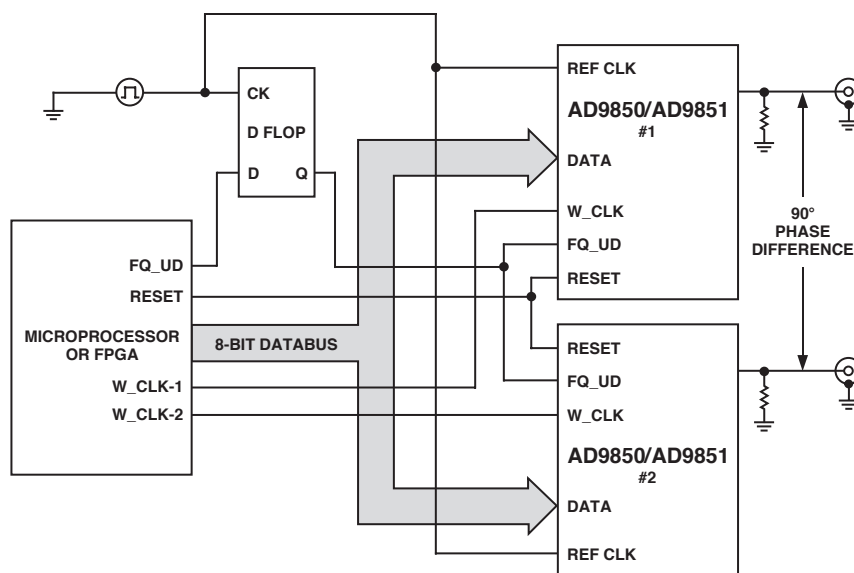 CK
D FLOP
D Q
REF CLK
AD9850/AD9851
#1
DATA
W_CLK
FQ_UD
RESET
90°
PHASE
DIFFERENCE
FQ_UD
RESET
MICROPROCESSOR
OR FPGA
W_CLK-1
W_CLK-2
8-BIT DATABUS
RESET
FQ_UD
W_CLK
AD9850/AD9851
#2
DATA
REF CLK